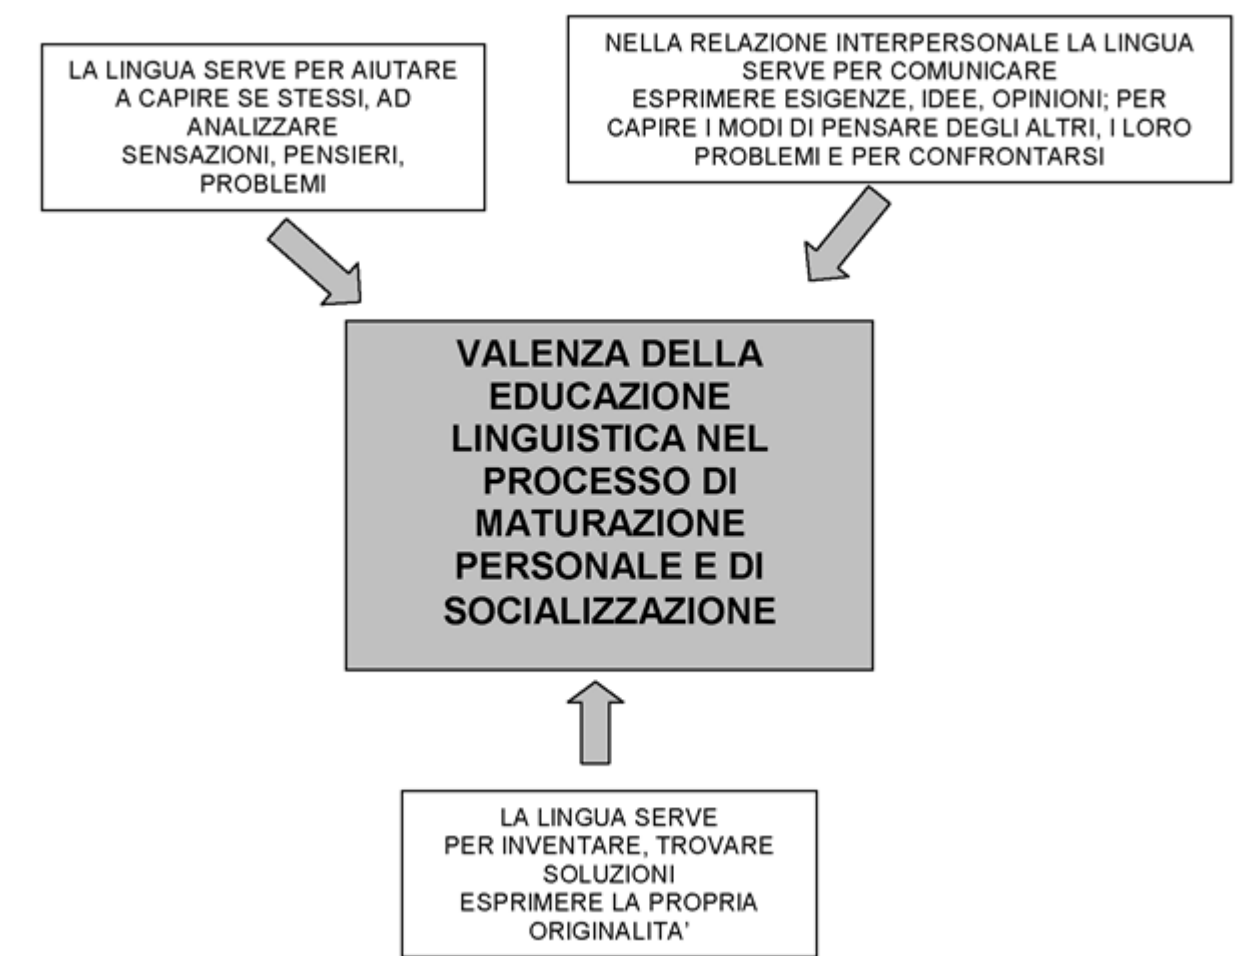 LA LINGUA SERVE PER AIUTARE
A CAPIRE SE STESSI, AD
ANALIZZARE
SENSAZIONI, PENSIERI,
PROBLEMI
NELLA RELAZIONE INTERPERSONALE LA LINGUA
SERVE PER COMUNICARE
ESPRIMERE ESIGENZE, IDEE, OPINIONI; PER
CAPIRE I MODI DI PENSARE DEGLI ALTRI, I LORO
PROBLEMI E PER CONFRONTARSI
VALENZA DELLA
EDUCAZIONE
LINGUISTICA NEL
PROCESSO DI
MATURAZIONE
PERSONALE E DI
SOCIALIZZAZIONE
LA LINGUA SERVE
PER INVENTARE, TROVARE
SOLUZIONI
ESPRIMERE LA PROPRIA
ORIGINALITA'